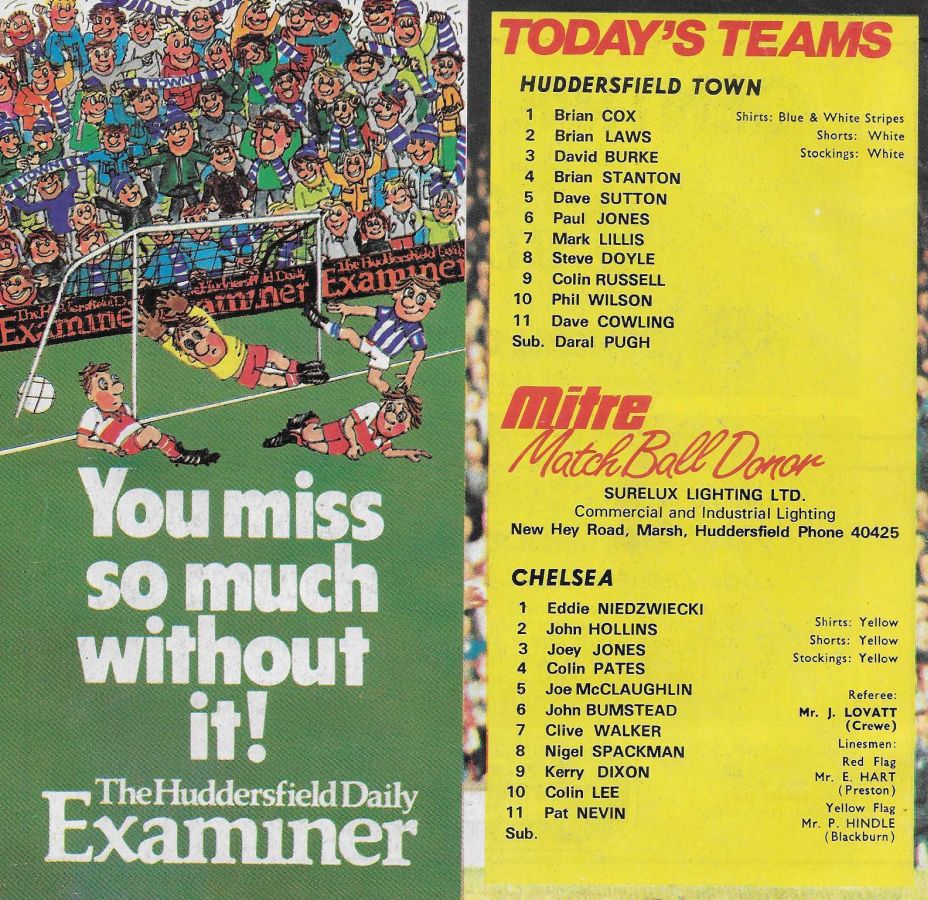 TOWN
TOWN
The Huddersfield Daily
Examiner
The Huddersfield Daily
Examiner
The Huddersfield Daily
Examiner
You miss
so much
without
it!
The Huddersfield Daily
Examiner
TODAY'S TEAMS
HUDDERSFIELD TOWN
1 Brian COX
2 Brian LAWS
3 David BURKE
4 Brian STANTON
5 Dave SUTTON
6 Paul JONES
7 Mark LILLIS
8 Steve DOYLE
9 Colin RUSSELL
10 Phil WILSON
11 Dave COWLING
Sub. Daral PUGH
Shirts: Blue & White Stripes
Shorts: White
Stockings: White
Mitre
Match Ball Donor
SURELUX LIGHTING LTD.
Commercial and Industrial Lighting
New Hey Road, Marsh, Huddersfield Phone 40425
CHELSEA
1 Eddie NIEDZWIECKI
2 John HOLLINS
3 Joey JONES
4 Colin PATES
5 Joe McCLAUGHLIN
6 John BUMSTEAD
7 Clive WALKER
8 Nigel SPACKMAN
9 Kerry DIXON
10 Colin LEE
11 Pat NEVIN
Sub.
Shirts: Yellow
Shorts: Yellow
Stockings: Yellow
Referee:
Mr. J. LOVATT
(Crewe)
Linesmen:
Red Flag
Mr. E. HART
(Preston)
Yellow Flag
Mr. P. HINDLE
(Blackburn)